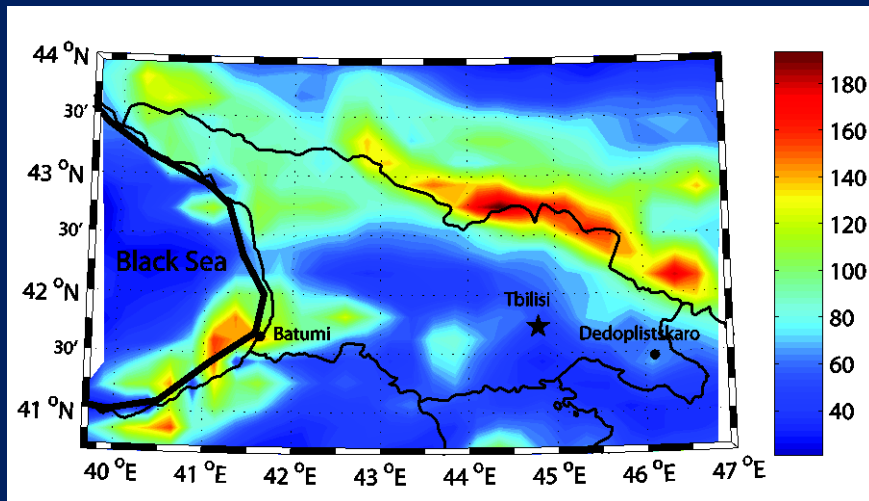 44 °N
30'
43 °N
30'
42 °N
30'
41 °N
Black Sea
Batumi
Tbilisi
Dedoplistskaro
40 °E
41 °E
42 °E
43 °E
44 °E
45 °E
46 °E
47 °E
180
160
140
120
100
80
60
40